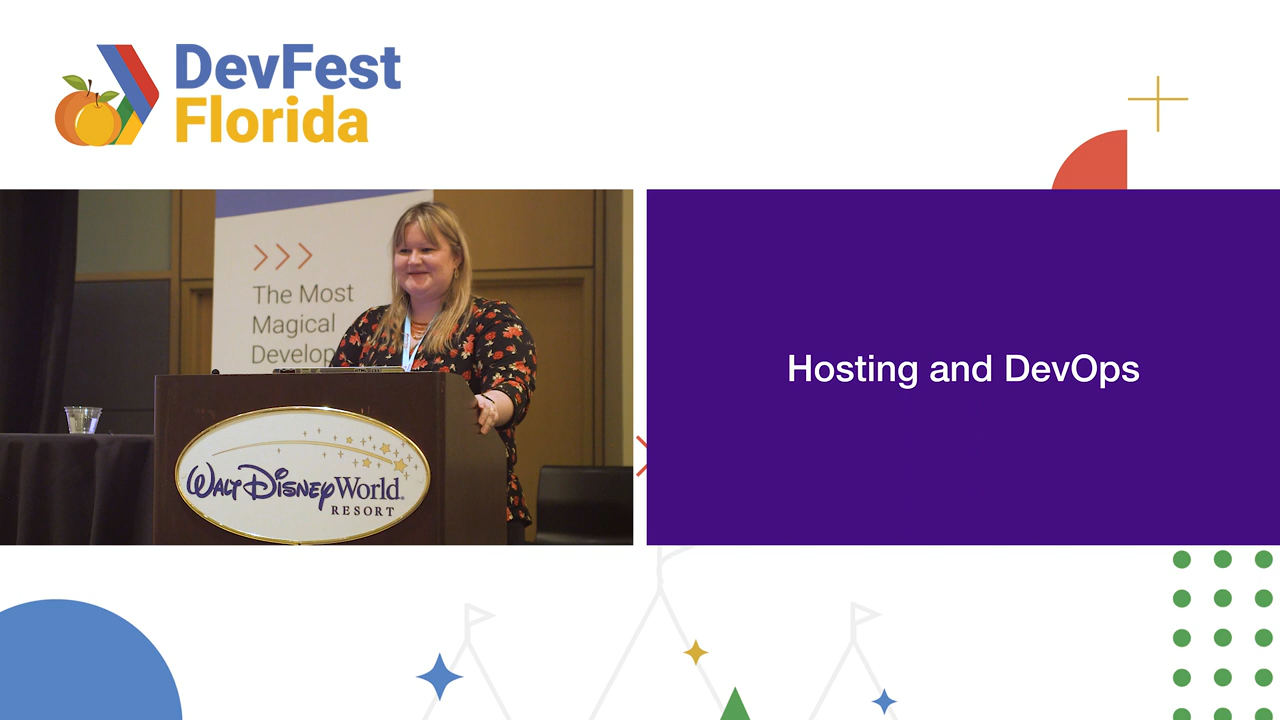 DevFest
Florida
>>>
The Most
Magical
Develop
WALT DISNEY World
RESORT
Hosting and DevOps